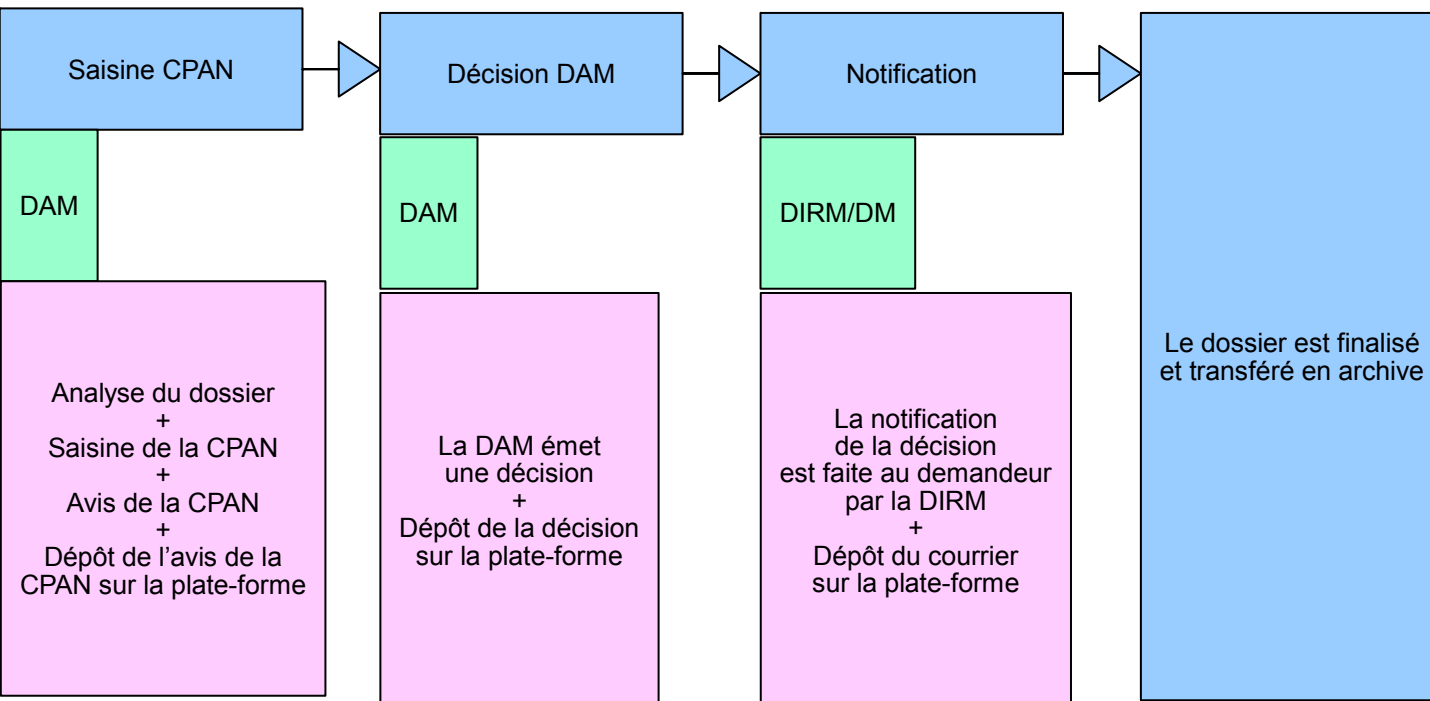 Saisine CPAN
Décision DAM
Notification
DAM
DAM
DIRM/DM
Analyse du dossier
+
Saisine de la CPAN
+
Avis de la CPAN
+
Dépôt de l’avis de la
CPAN sur la plate-forme
La DAM émet
une décision
+
Dépôt de la décision
sur la plate-forme
La notification
de la décision
est faite au demandeur
par la DIRM
+
Dépôt du courrier
sur la plate-forme
Le dossier est finalisé
et transféré en archive